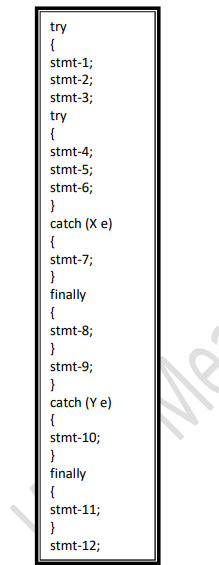 try
{
stmt-1;
stmt-2;
stmt-3;
try
{
stmt-4;
stmt-5;
stmt-6;
}
catch (X e)
{
stmt-7;
}
finally
{
stmt-8;
}
stmt-9;
}
catch (Y e)
{
stmt-10;
}
finally
{
stmt-11;
}
stmt-12;